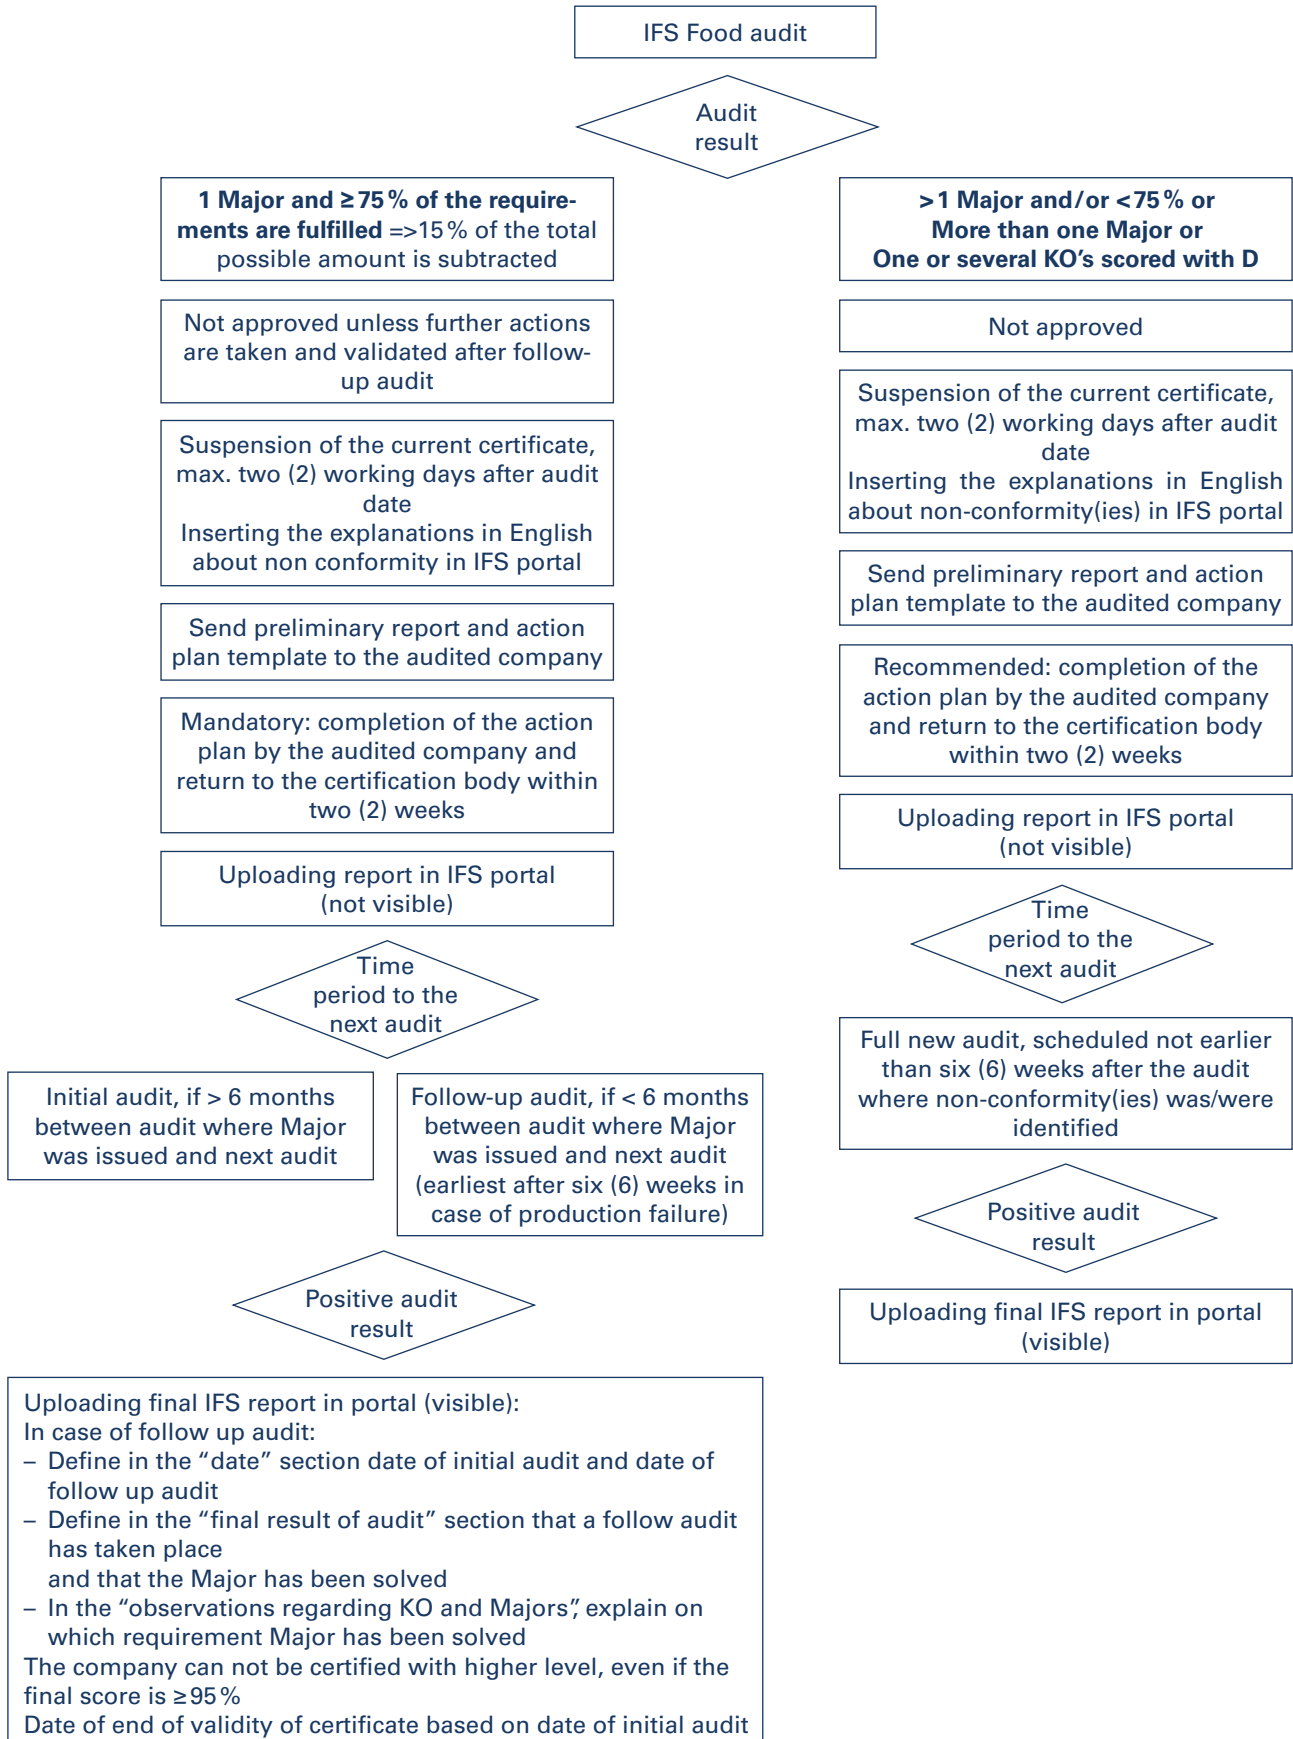 IFS Food audit
Audit
result
1 Major and ≥ 75 % of the require-
ments are fulfilled =>15 % of the total
possible amount is subtracted
Not approved unless further actions
are taken and validated after follow-
up audit
Suspension of the current certificate,
max. two (2) working days after audit
date
Inserting the explanations in English
about non conformity in IFS portal
Send preliminary report and action
plan template to the audited company
Mandatory: completion of the action
plan by the audited company and
return to the certification body within
two (2) weeks
Uploading report in IFS portal
(not visible)
Time
period to the
next audit
Initial audit, if > 6 months
between audit where Major
was issued and next audit
Follow-up audit, if < 6 months
between audit where Major
was issued and next audit
(earliest after six (6) weeks in
case of production failure)
Positive audit
result
Uploading final IFS report in portal (visible):
In case of follow up audit:
– Define in the “date” section date of initial audit and date of
follow up audit
– Define in the “final result of audit” section that a follow audit
has taken place
and that the Major has been solved
– In the “observations regarding KO and Majors”, explain on
which requirement Major has been solved
The company can not be certified with higher level, even if the
final score is ≥ 95 %
Date of end of validity of certificate based on date of initial audit
> 1 Major and/or < 75 % or
More than one Major or
One or several KO’s scored with D
Not approved
Suspension of the current certificate,
max. two (2) working days after audit
date
Inserting the explanations in English
about non-conformity(ies) in IFS portal
Send preliminary report and action
plan template to the audited company
Recommended: completion of the
action plan by the audited company
and return to the certification body
within two (2) weeks
Uploading report in IFS portal
(not visible)
Time
period to the
next audit
Full new audit, scheduled not earlier
than six (6) weeks after the audit
where non-conformity(ies) was/were
identified
Positive audit
result
Uploading final IFS report in portal
(visible)